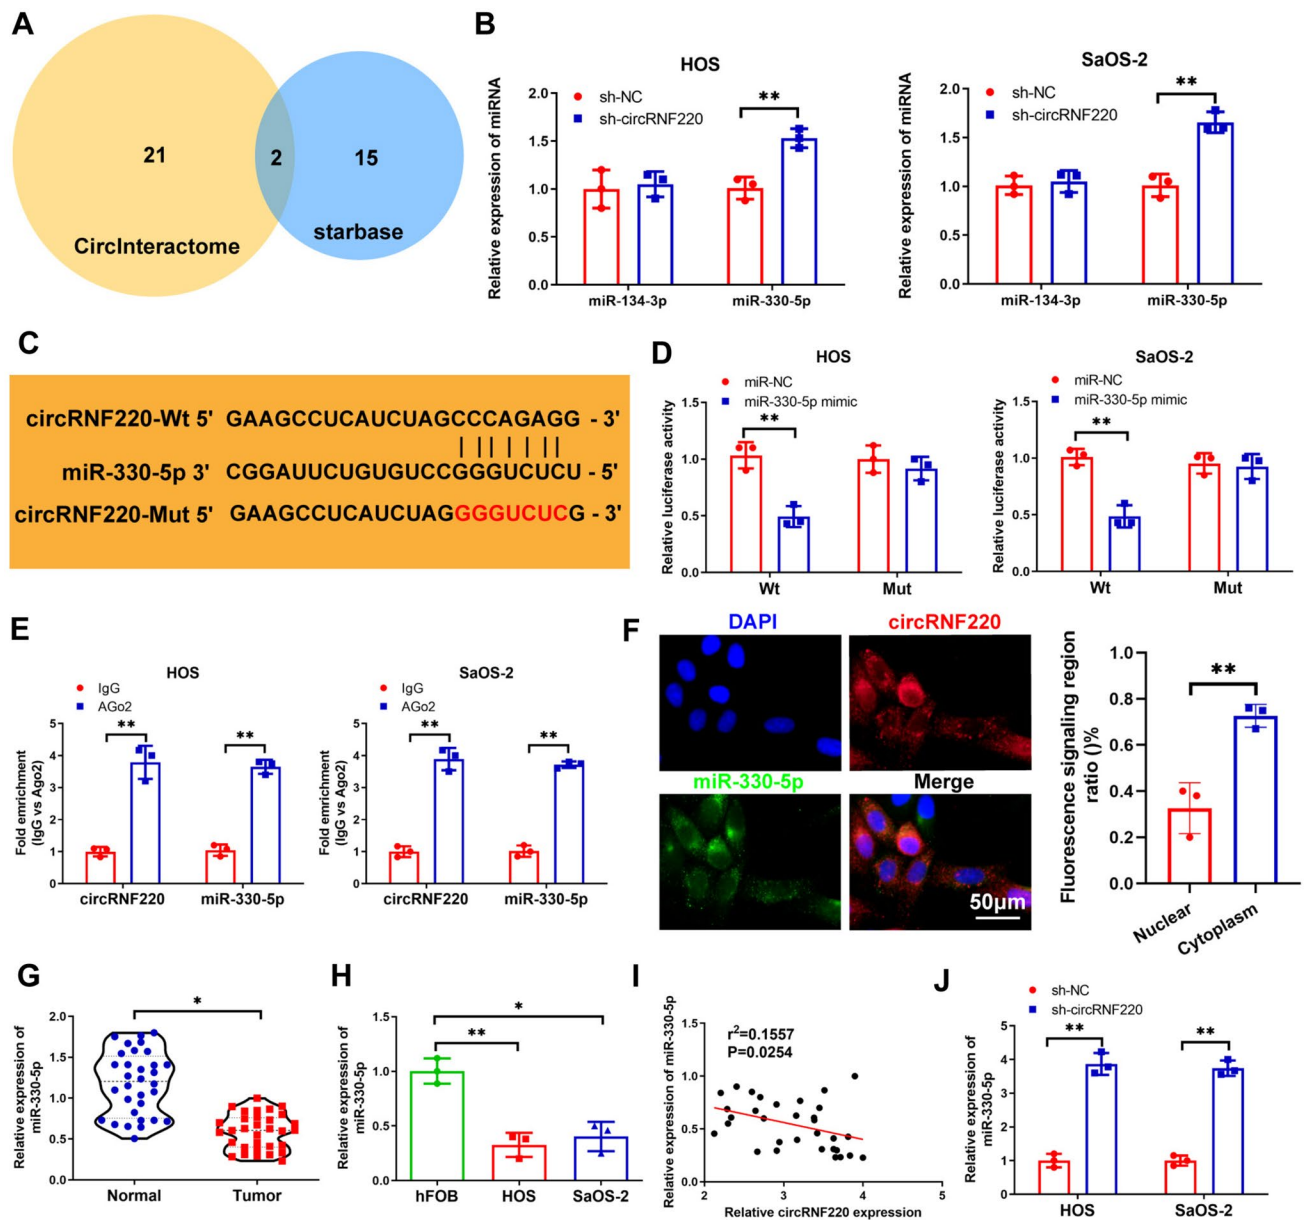 A
21
2
15
CircInteractome
starbase
B
HOS
Relative expression of miRNA
sh-NC
sh-circRNF220
**
2.0
1.5
1.0
0.5
0.0
miR-134-3p
miR-330-5p
SaOS-2
Relative expression of miRNA
sh-NC
sh-circRNF220
**
2.0
1.5
1.0
0.5
0.0
miR-134-3p
miR-330-5p
C
circRNF220-Wt 5' GAAGCCUCAUCUAGCCCAGAGG - 3'
miR-330-5p 3' CGGAUUCUGUGUCCGGGUCUCU - 5'
circRNF220-Mut 5' GAAGCCUCAUCUAGGGGUCUCG - 3'
D
HOS
miR-NC
miR-330-5p mimic
Relative luciferase activity
**
1.5
1.0
0.5
0.0
Wt
Mut
SaOS-2
miR-NC
miR-330-5p mimic
Relative luciferase activity
**
1.5
1.0
0.5
0.0
Wt
Mut
E
HOS
IgG
AGo2
Fold enrichment
(IgG vs Ago2)
**
**
5
4
3
2
1
0
circRNF220
miR-330-5p
SaOS-2
IgG
AGo2
Fold enrichment
(IgG vs Ago2)
**
**
5
4
3
2
1
0
circRNF220
miR-330-5p
F
DAPI
circRNF220
miR-330-5p
Merge
50μm
Fluorescence signaling region
ratio ()%
**
1.0
0.8
0.6
0.4
0.2
0.0
Nuclear
Cytoplasm
G
Relative expression of
miR-330-5p
*
2.0
1.5
1.0
0.5
0.0
Normal
Tumor
H
Relative expression of
miR-330-5p
*
**
1.5
1.0
0.5
0.0
hFOB
HOS
SaOS-2
I
Relative expression of miR-330-5p
r²=0.1557
P=0.0254
1.5
1.0
0.5
0.0
2
3
4
5
Relative circRNF220 expression
J
sh-NC
sh-circRNF220
Relative expression of
miR-330-5p
**
**
5
4
3
2
1
0
HOS
SaOS-2